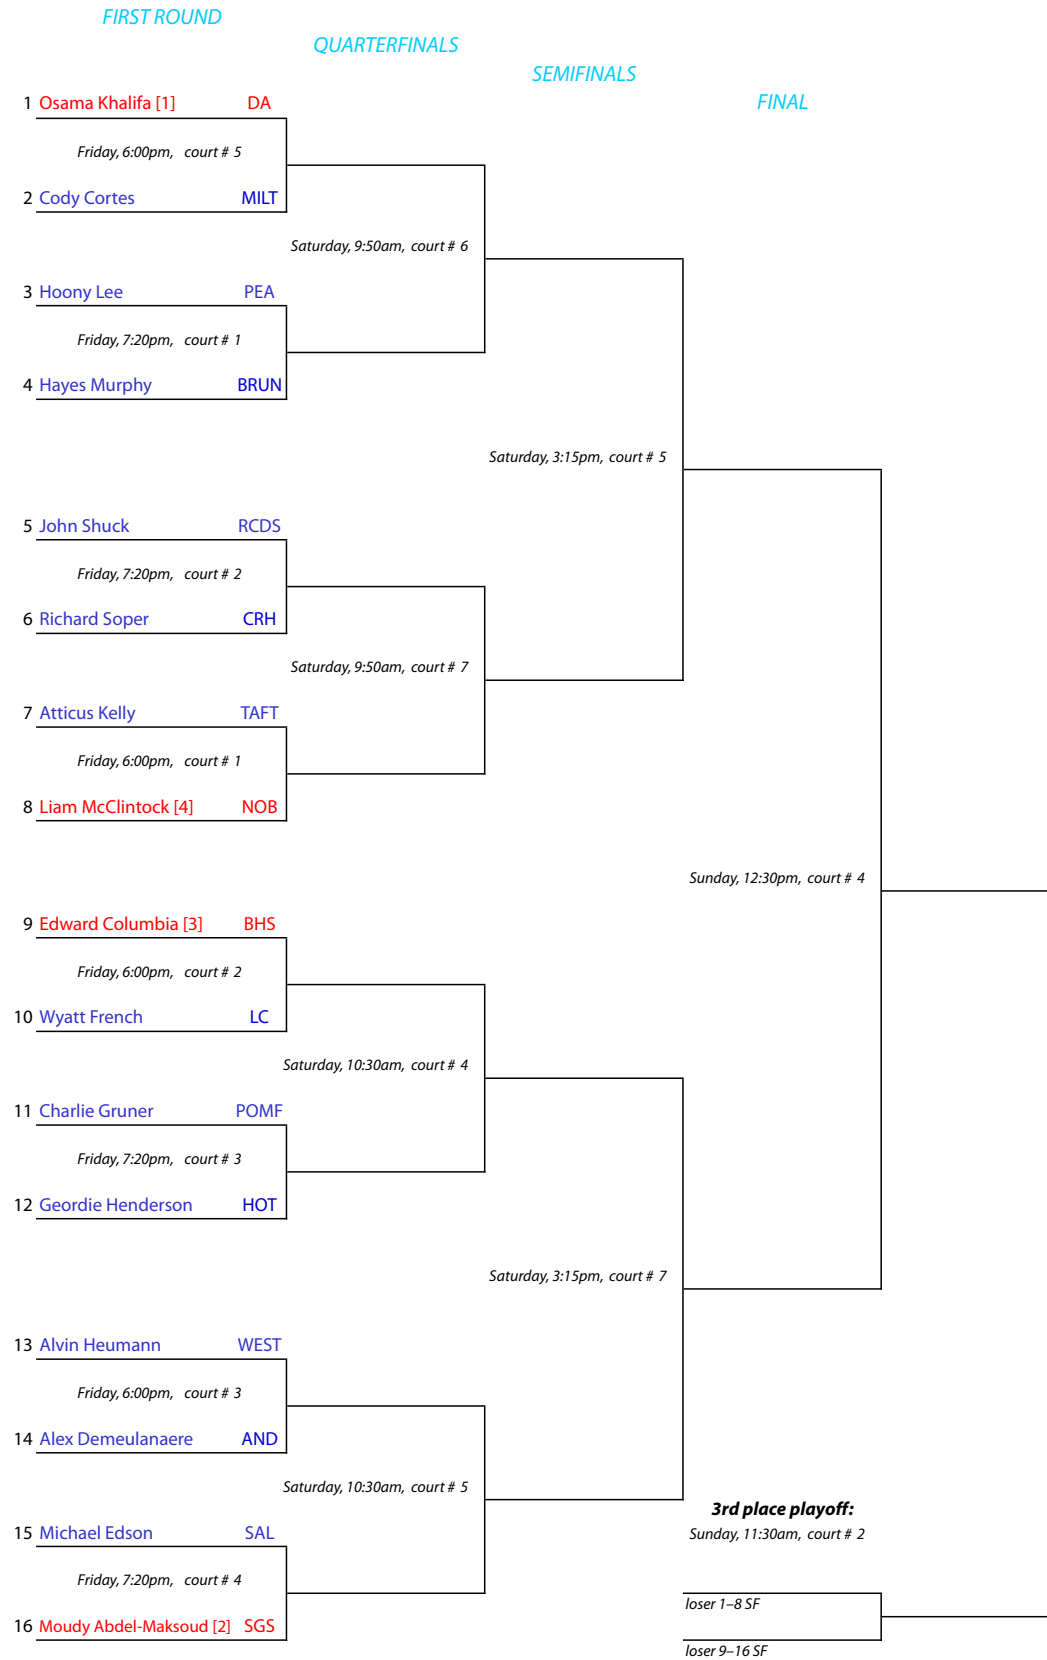 FIRST ROUND
QUARTERFINALS
SEMIFINALS
FINAL
1 Osama Khalifa [1] DA
Friday, 6:00pm, court # 5
2 Cody Cortes MILT
Saturday, 9:50am, court # 6
3 Hoony Lee PEA
Friday, 7:20pm, court # 1
4 Hayes Murphy BRUN
Saturday, 3:15pm, court # 5
5 John Shuck RCDS
Friday, 7:20pm, court # 2
6 Richard Soper CRH
Saturday, 9:50am, court # 7
7 Atticus Kelly TAFT
Friday, 6:00pm, court # 1
8 Liam McClintock [4] NOB
Sunday, 12:30pm, court # 4
9 Edward Columbia [3] BHS
Friday, 6:00pm, court # 2
10 Wyatt French LC
Saturday, 10:30am, court # 4
11 Charlie Gruner POMF
Friday, 7:20pm, court # 3
12 Geordie Henderson HOT
Saturday, 3:15pm, court # 7
13 Alvin Heumann WEST
Friday, 6:00pm, court # 3
14 Alex Demeulanaere AND
Saturday, 10:30am, court # 5
3rd place playoff:
15 Michael Edson SAL
Sunday, 11:30am, court # 2
Friday, 7:20pm, court # 4
loser 1–8 SF
16 Moudy Abdel-Maksoud [2] SGS
loser 9–16 SF